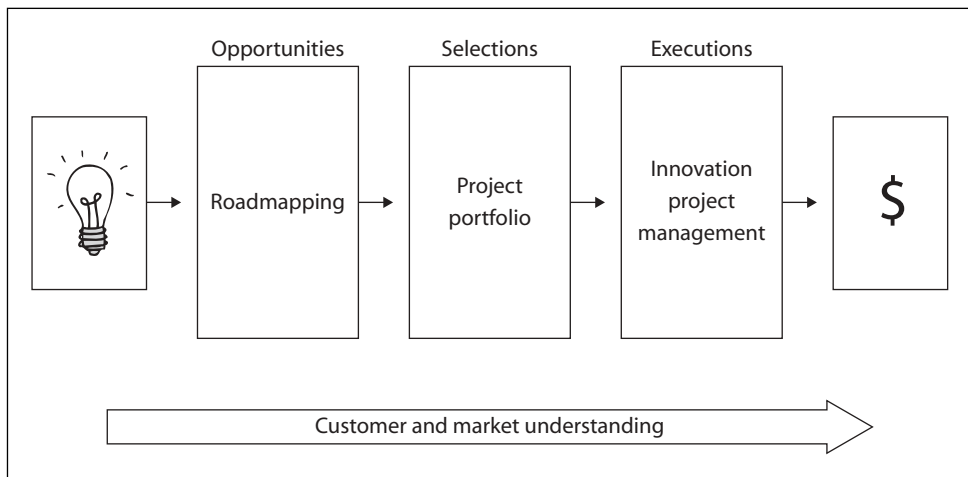 Opportunities
Selections
Executions
Roadmapping
Project
portfolio
Innovation
project
management
$
Customer and market understanding